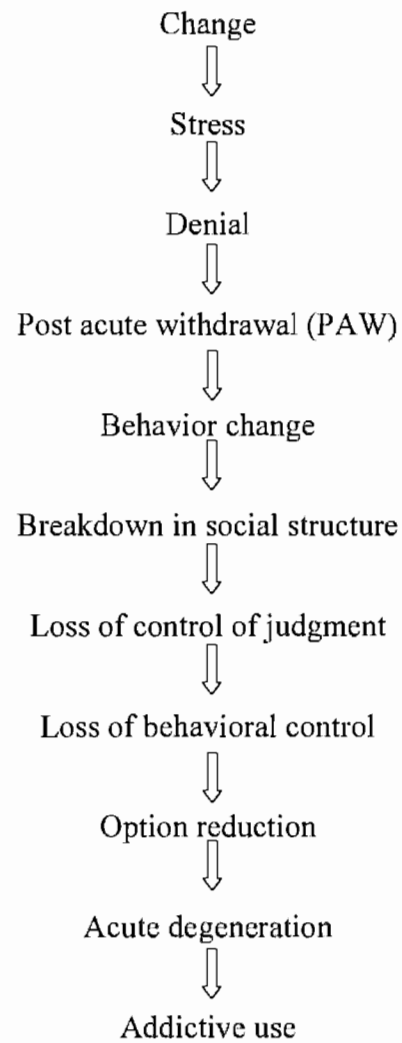 Change
Stress
Denial
Post acute withdrawal (PAW)
Behavior change
Breakdown in social structure
Loss of control of judgment
Loss of behavioral control
Option reduction
Acute degeneration
Addictive use